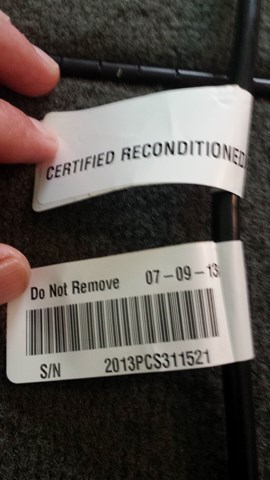 CERTIFIED RECONDITIONED
Do Not Remove 07-09-13
S/N 2013PCS311521